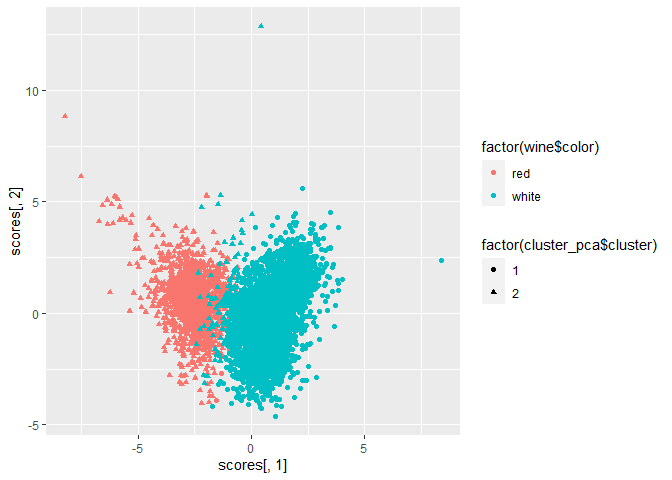 10
5
0
-5
scores[, 2]
-5
0
5
scores[, 1]
factor(wine$color)
red
white
factor(cluster_pca$cluster)
1
2